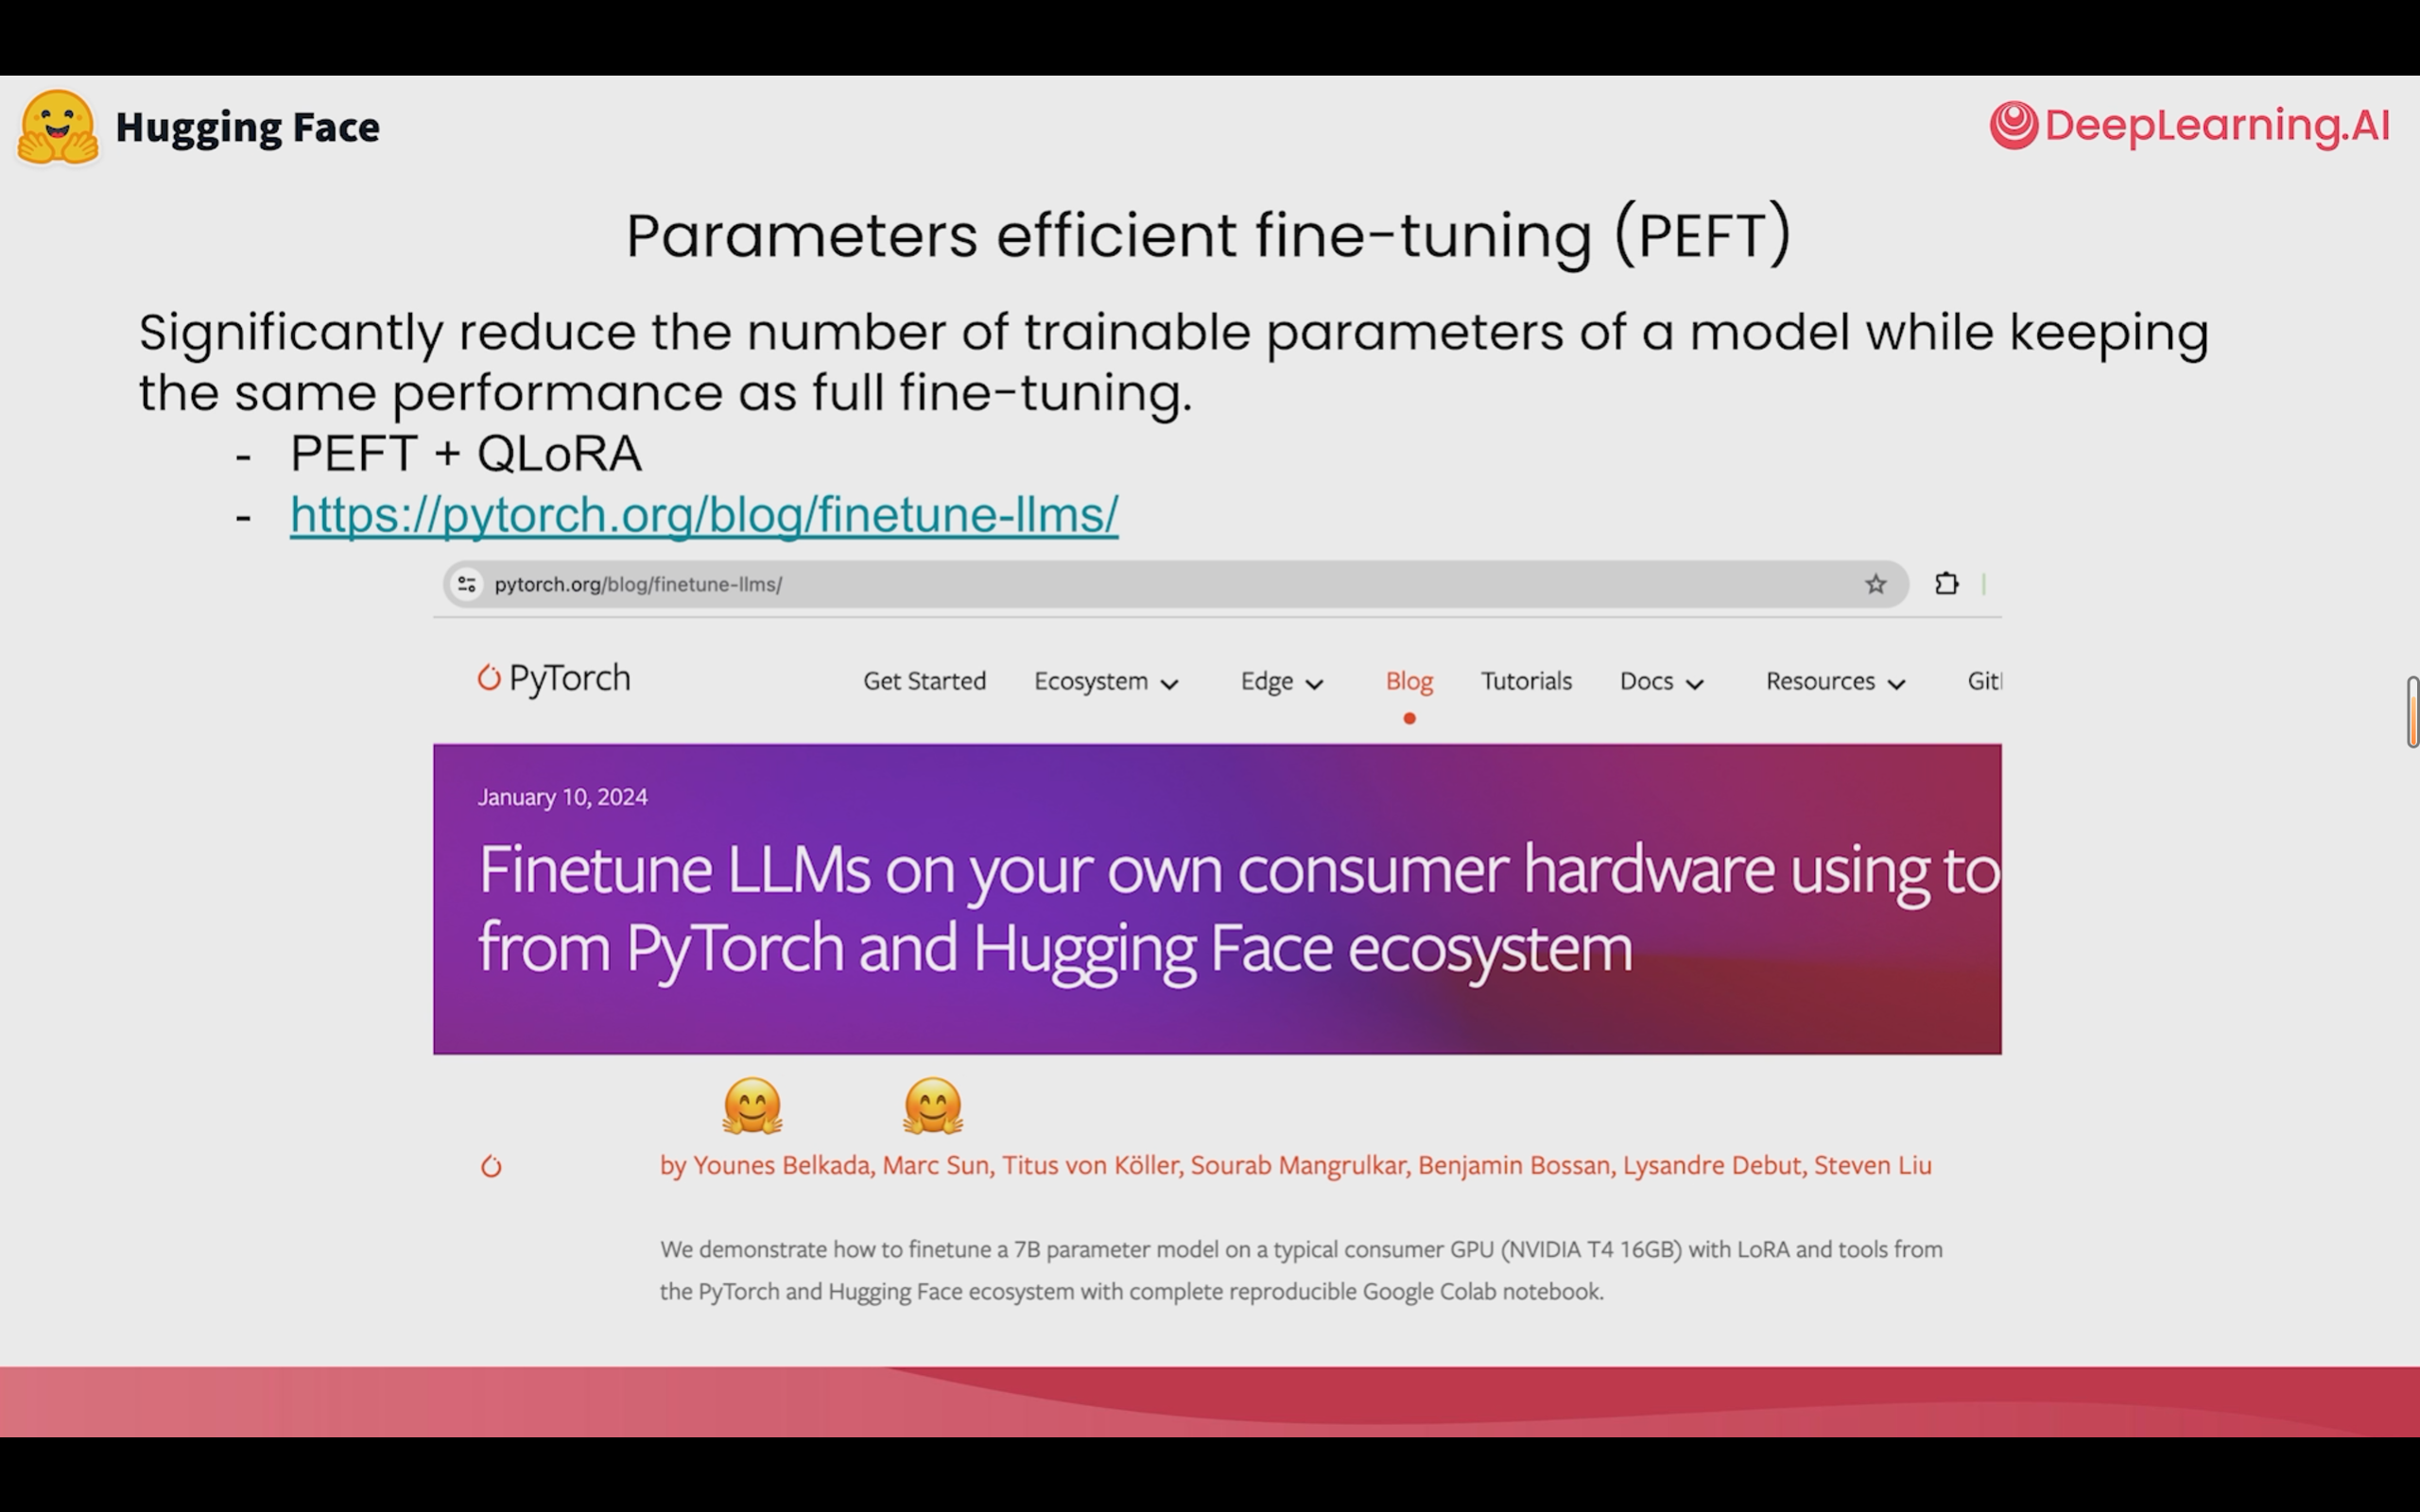 Hugging Face
DeepLearning.AI
Parameters efficient fine-tuning (PEFT)
Significantly reduce the number of trainable parameters of a model while keeping
the same performance as full fine-tuning.
- PEFT + QLoRA
- https://pytorch.org/blog/finetune-llms/
pytorch.org/blog/finetune-llms/
PyTorch
Get Started Ecosystem Edge Blog Tutorials Docs Resources Git
January 10, 2024
Finetune LLMs on your own consumer hardware using to
from PyTorch and Hugging Face ecosystem
by Younes Belkada, Marc Sun, Titus von Köller, Sourab Mangrulkar, Benjamin Bossan, Lysandre Debut, Steven Liu
We demonstrate how to finetune a 7B parameter model on a typical consumer GPU (NVIDIA T4 16GB) with LoRA and tools from
the PyTorch and Hugging Face ecosystem with complete reproducible Google Colab notebook.